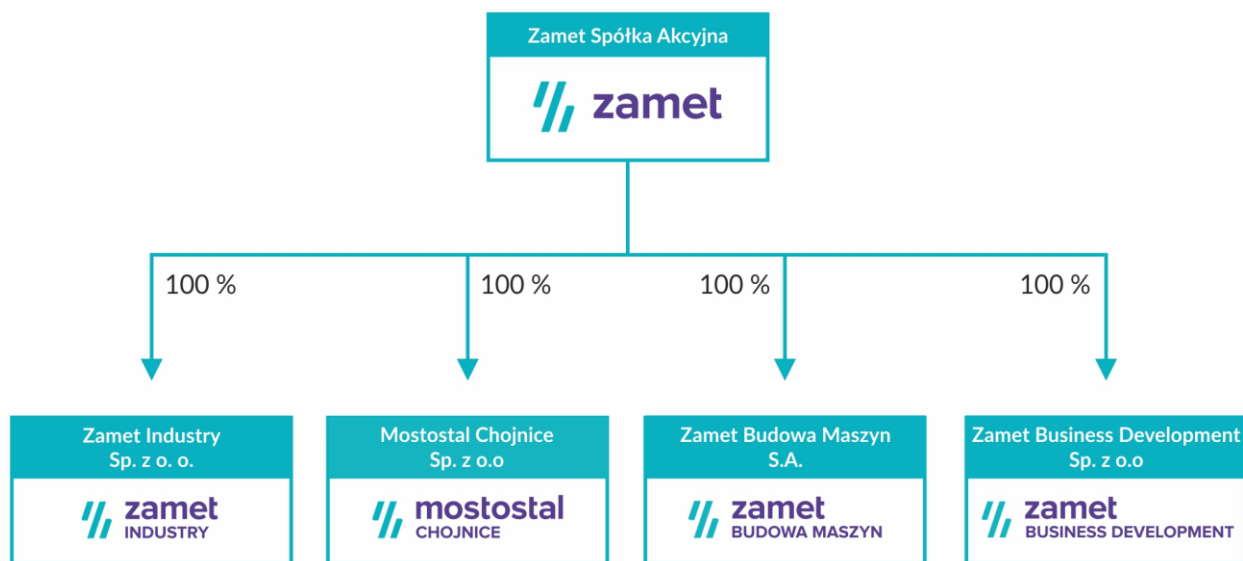 Zamet Spółka Akcyjna
zamet
100 %
100 %
100 %
100 %
Zamet Industry
Sp. z o. o.
zamet
INDUSTRY
Mostostal Chojnice
Sp. z o.o
mostostal
CHOJNICE
Zamet Budowa Maszyn
S.A.
zamet
BUDOWA MASZYN
Zamet Business Development
Sp. z o.o
zamet
BUSINESS DEVELOPMENT